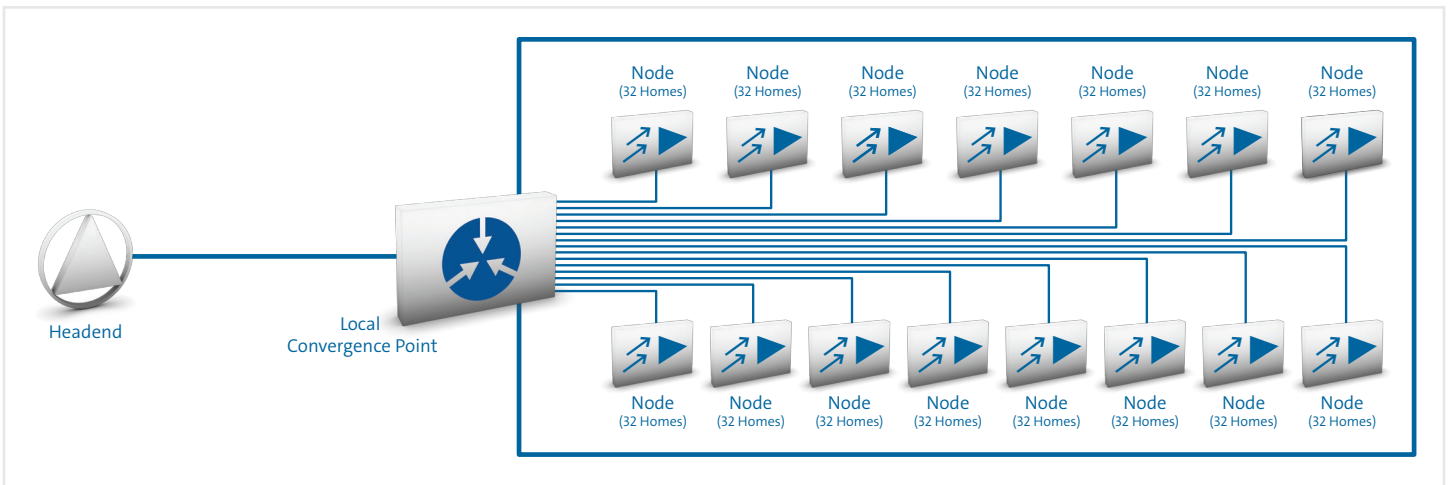 Node Node Node Node Node Node Node
(32 Homes) (32 Homes) (32 Homes) (32 Homes) (32 Homes) (32 Homes) (32 Homes)
Headend
Local
Convergence Point
Node Node Node Node Node Node Node Node
(32 Homes) (32 Homes) (32 Homes) (32 Homes) (32 Homes) (32 Homes) (32 Homes) (32 Homes)